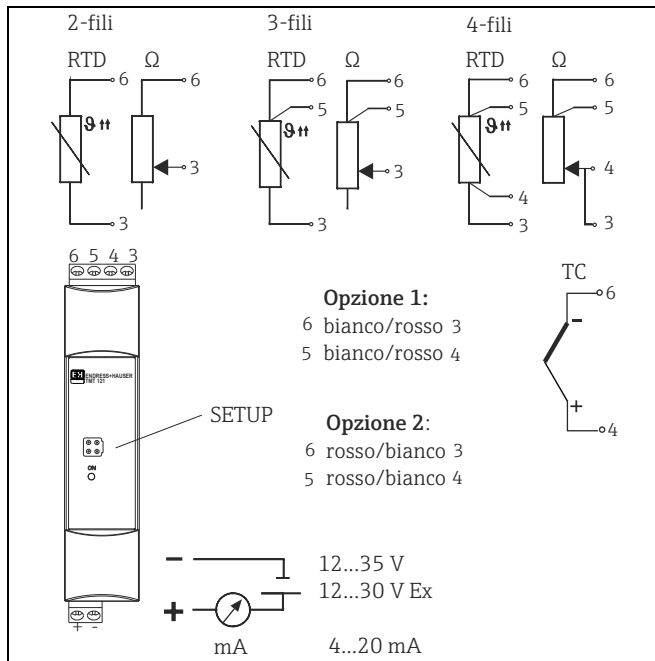 2-fili 3-fili 4-fili
RTD Ω RTD Ω RTD Ω
6 6 6 6 6 6
5 5 5 5
ϑ ↑↑ ϑ ↑↑ ϑ ↑↑
3 3 4
4
3 3 3 3
6 5 4 3
TC
6
Opzione 1:
6 bianco/rosso 3
5 bianco/rosso 4
-
+
4
E+H ENDRESS+HAUSER
TMT 121
SETUP
Opzione 2:
6 rosso/bianco 3
5 rosso/bianco 4
ON
- 12...35 V
12...30 V Ex
+
+ -
mA 4...20 mA